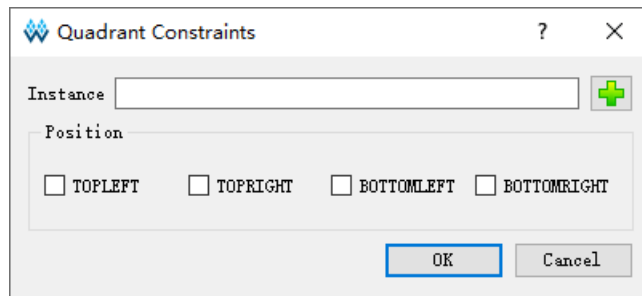 Quadrant Constraints ?
Instance
Position
TOPLEFT TOPRIGHT BOTTOMLEFT BOTTOMRIGHT
OK Cancel